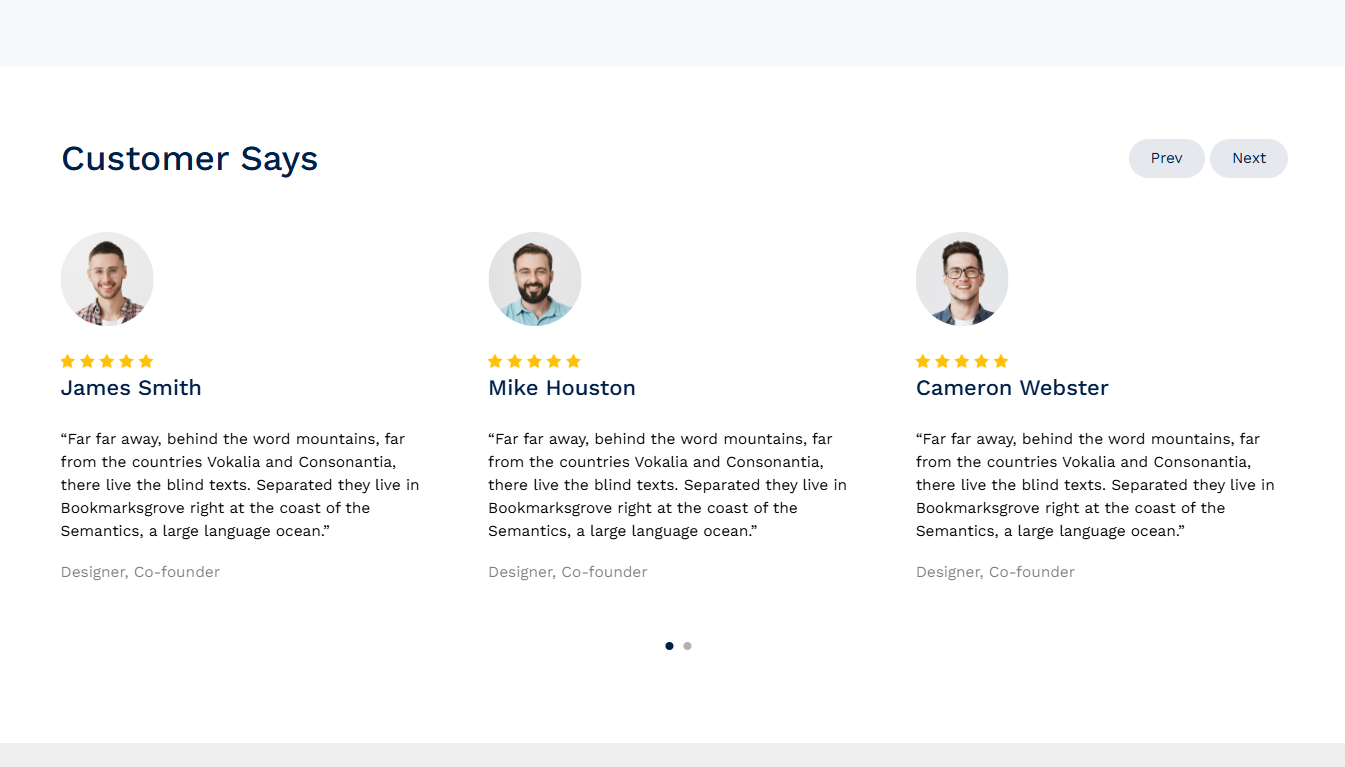 Customer Says
Prev
Next
James Smith
“Far far away, behind the word mountains, far
from the countries Vokalia and Consonantia,
there live the blind texts. Separated they live in
Bookmarksgrove right at the coast of the
Semantics, a large language ocean.”
Designer, Co-founder
Mike Houston
“Far far away, behind the word mountains, far
from the countries Vokalia and Consonantia,
there live the blind texts. Separated they live in
Bookmarksgrove right at the coast of the
Semantics, a large language ocean.”
Designer, Co-founder
Cameron Webster
“Far far away, behind the word mountains, far
from the countries Vokalia and Consonantia,
there live the blind texts. Separated they live in
Bookmarksgrove right at the coast of the
Semantics, a large language ocean.”
Designer, Co-founder